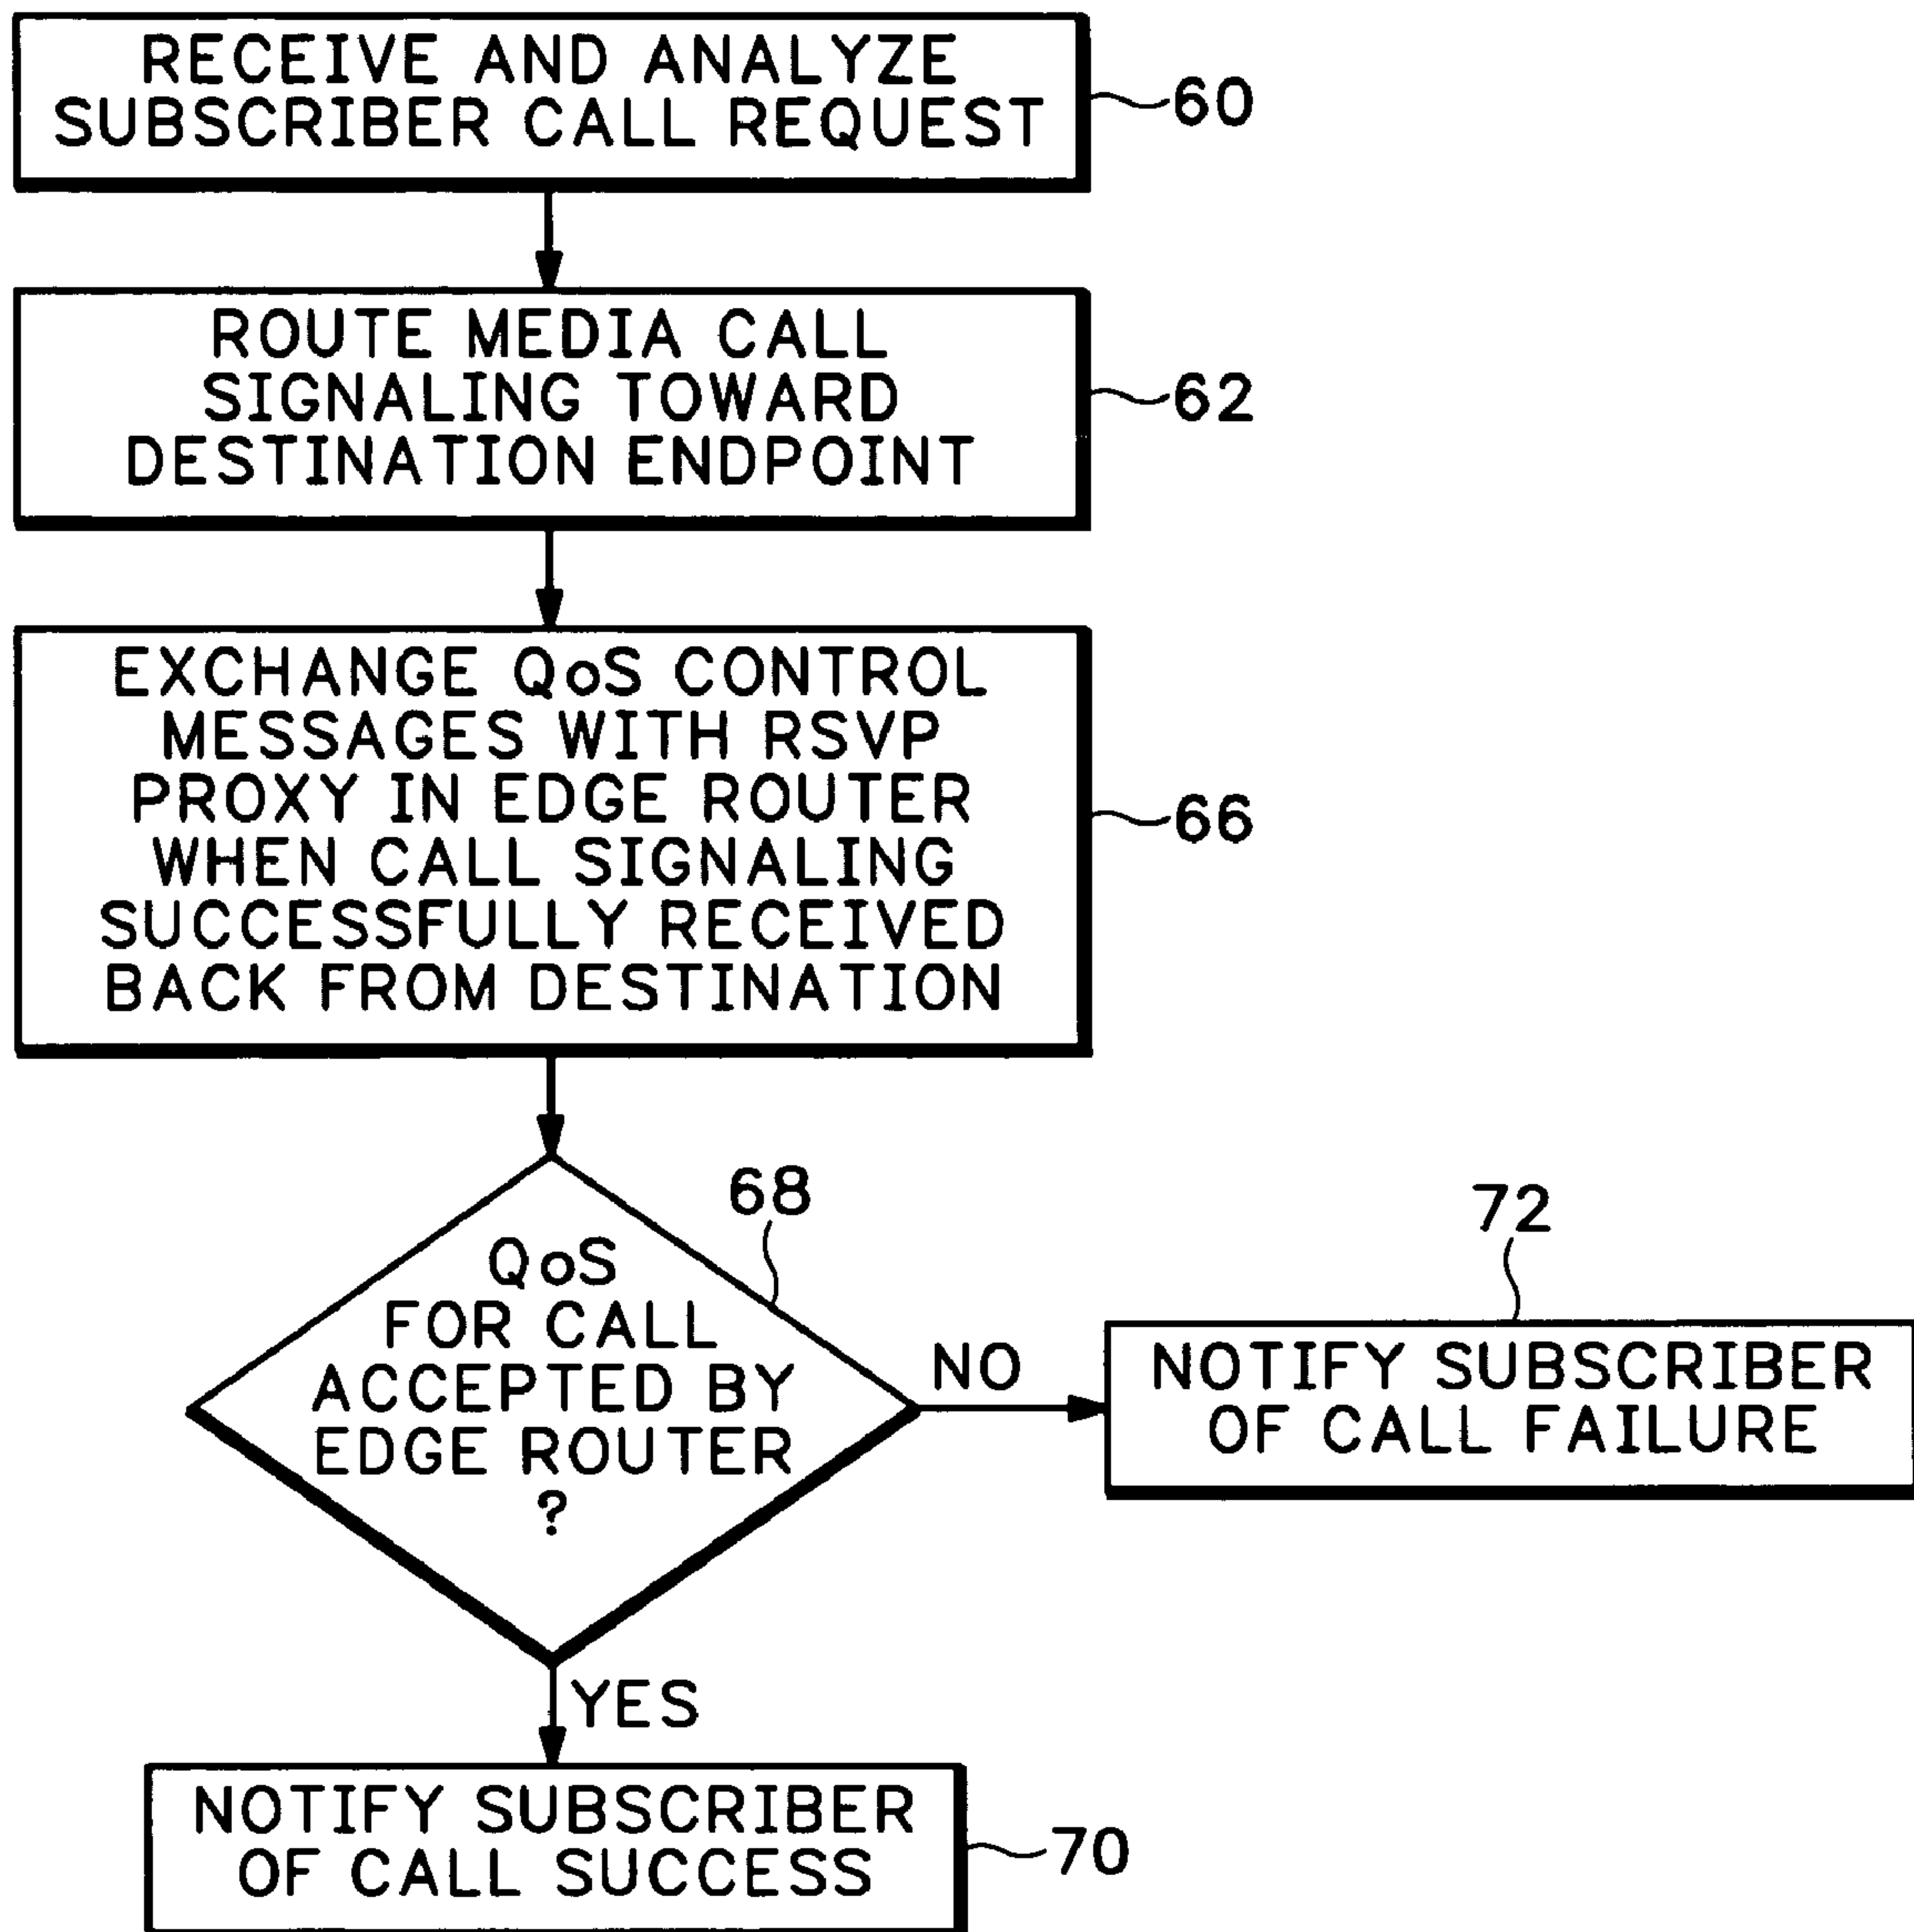 RECEIVE AND ANALYZE
SUBSCRIBER CALL REQUEST
60
ROUTE MEDIA CALL
SIGNALING TOWARD
DESTINATION ENDPOINT
62
EXCHANGE QoS CONTROL
MESSAGES WITH RSVP
PROXY IN EDGE ROUTER
WHEN CALL SIGNALING
SUCCESSFULLY RECEIVED
BACK FROM DESTINATION
66
68
QoS
FOR CALL
ACCEPTED BY
EDGE ROUTER
?
NO
72
NOTIFY SUBSCRIBER
OF CALL FAILURE
YES
NOTIFY SUBSCRIBER
OF CALL SUCCESS
70